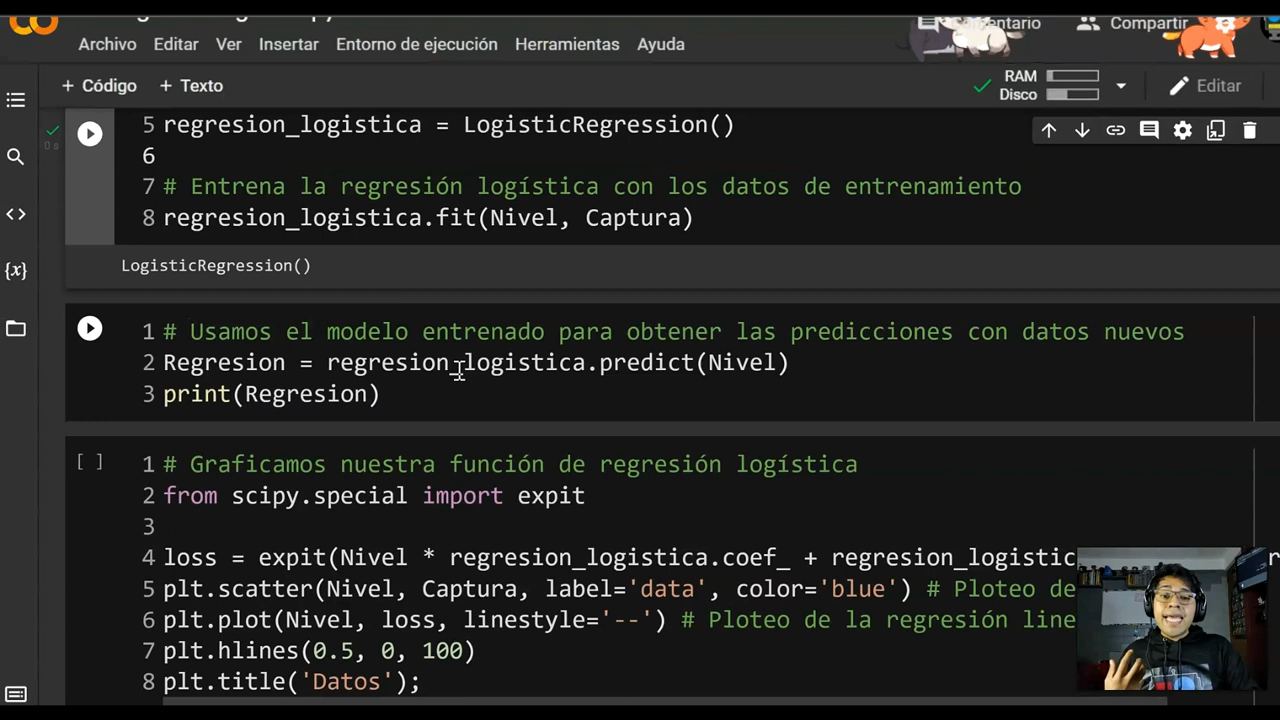 Comentario
Compartir
Archivo Editar Ver Insertar Entorno de ejecución Herramientas Ayuda
+ Código + Texto
RAM
Disco
Editar
5 regresion_logistica = LogisticRegression()
6
7 # Entrena la regresión logística con los datos de entrenamiento
8 regresion_logistica.fit(Nivel, Captura)
0s
LogisticRegression()
1 # Usamos el modelo entrenado para obtener las predicciones con datos nuevos
2 Regresion = regresion_logistica.predict(Nivel)
3 print(Regresion)
[ ]
1 # Graficamos nuestra función de regresión logística
2 from scipy.special import expit
3
4 loss = expit(Nivel * regresion_logistica.coef_ + regresion_logistic
5 plt.scatter(Nivel, Captura, label='data', color='blue') # Ploteo de
6 plt.plot(Nivel, loss, linestyle='--') # Ploteo de la regresión line
7 plt.hlines(0.5, 0, 100)
8 plt.title('Datos');
{x}